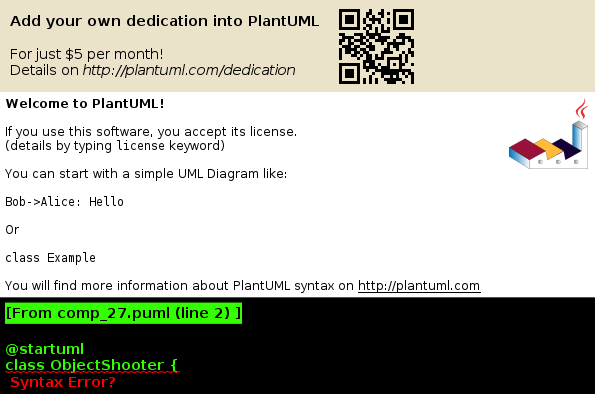 Add your own dedication into PlantUML
For just $5 per month!
Details on http://plantuml.com/dedication
Welcome to PlantUML!
If you use this software, you accept its license.
(details by typing license keyword)
You can start with a simple UML Diagram like:
Bob->Alice: Hello
Or
class Example
You will find more information about PlantUML syntax on http://plantuml.com
[From comp_27.puml (line 2) ]
@startuml
class ObjectShooter {
Syntax Error?